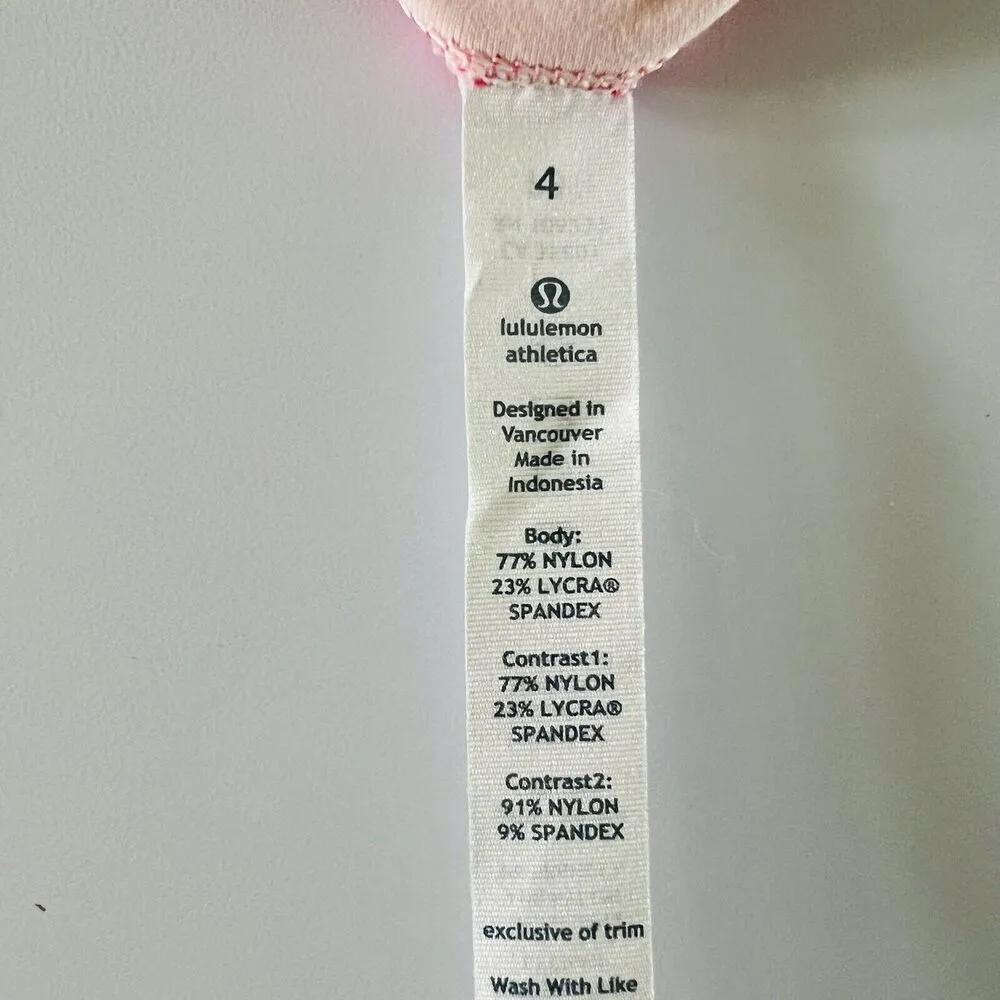 4
lululemon
athletica
Designed in
Vancouver
Made in
Indonesia
Body:
77% NYLON
23% LYCRA®
SPANDEX
Contrast1:
77% NYLON
23% LYCRA®
SPANDEX
Contrast2:
91% NYLON
9% SPANDEX
exclusive of trim
Wash With Like